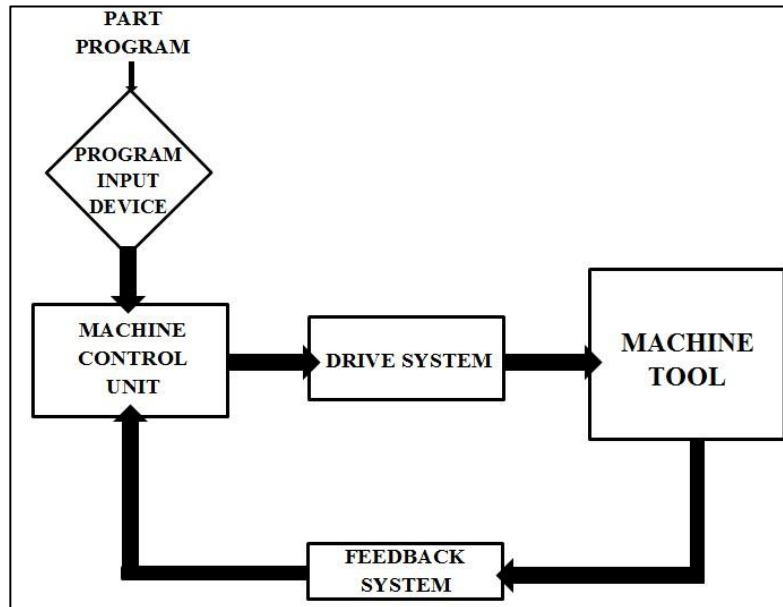 PART
PROGRAM
PROGRAM
INPUT
DEVICE
MACHINE
CONTROL
UNIT
DRIVE SYSTEM
MACHINE
TOOL
FEEDBACK
SYSTEM